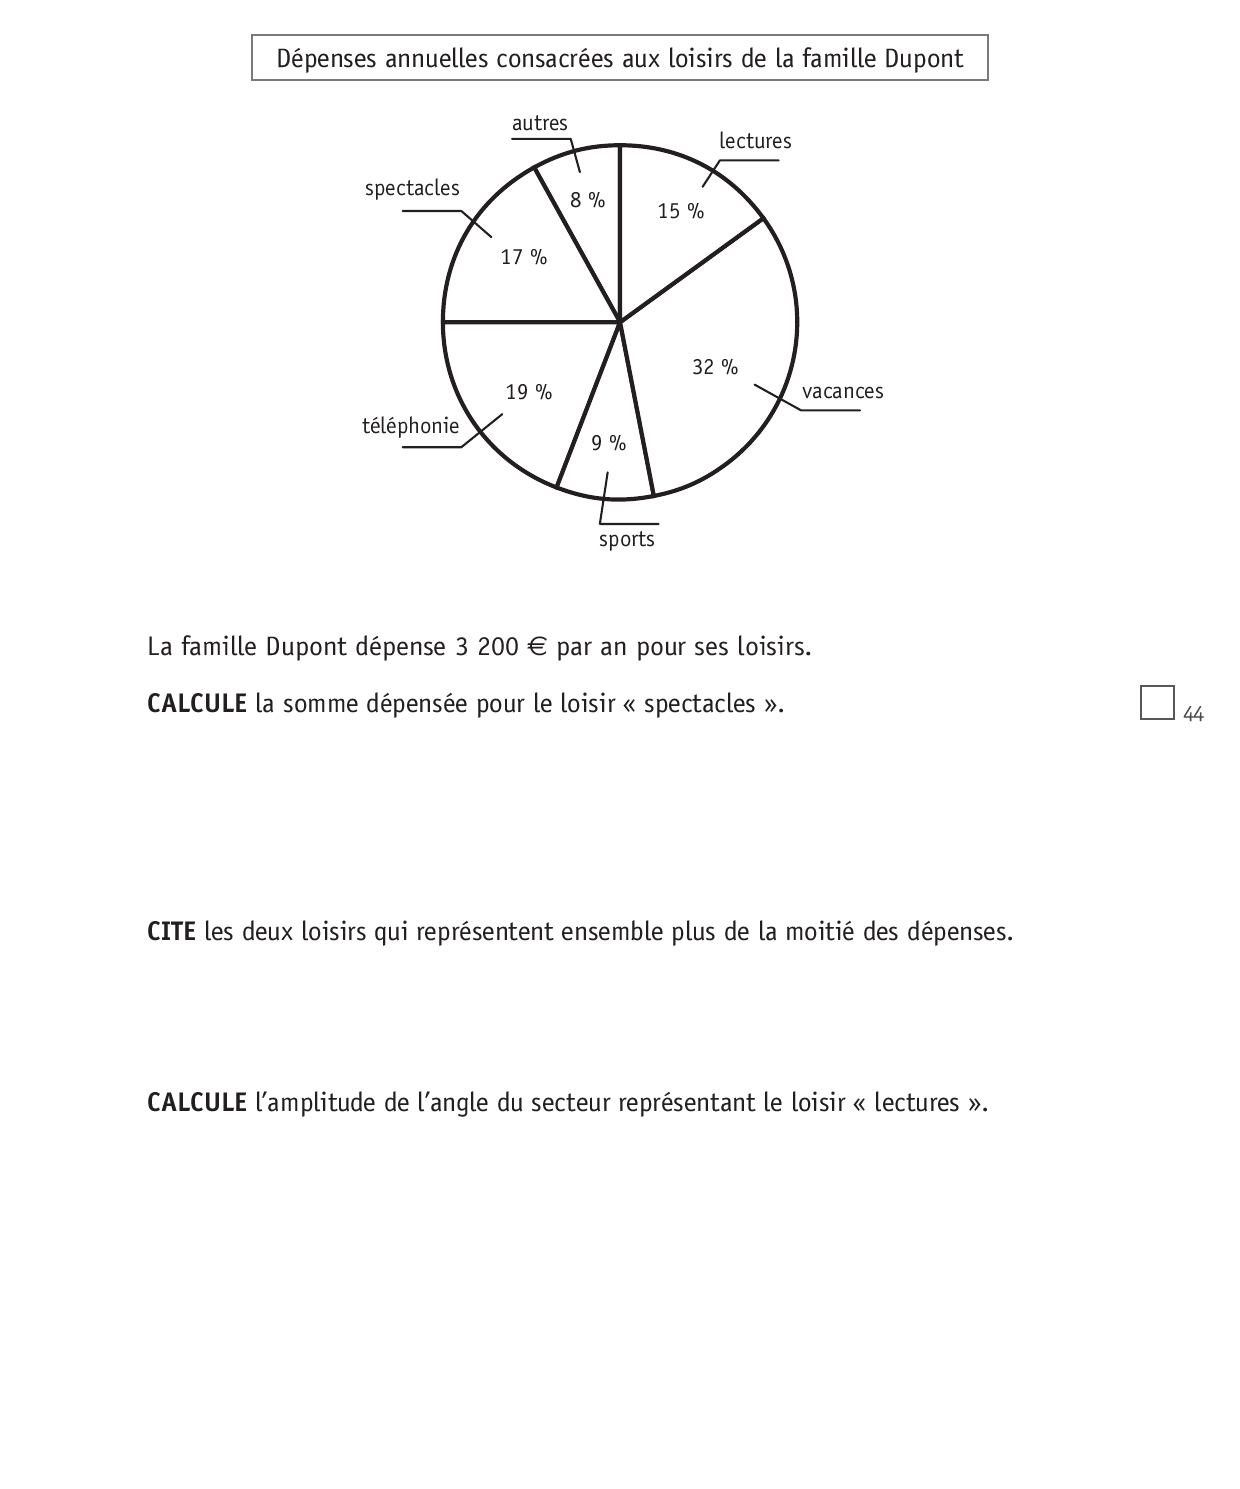 Dépenses annuelles consacrées aux loisirs de la famille Dupont
autres
lectures
spectacles
8 %
15 %
17 %
32 %
19 %
vacances
téléphonie
9 %
sports
La famille Dupont dépense 3 200 € par an pour ses loisirs.
CALCULE la somme dépensée pour le loisir « spectacles ».
44
CITE les deux loisirs qui représentent ensemble plus de la moitié des dépenses.
CALCULE l’amplitude de l’angle du secteur représentant le loisir « lectures ».